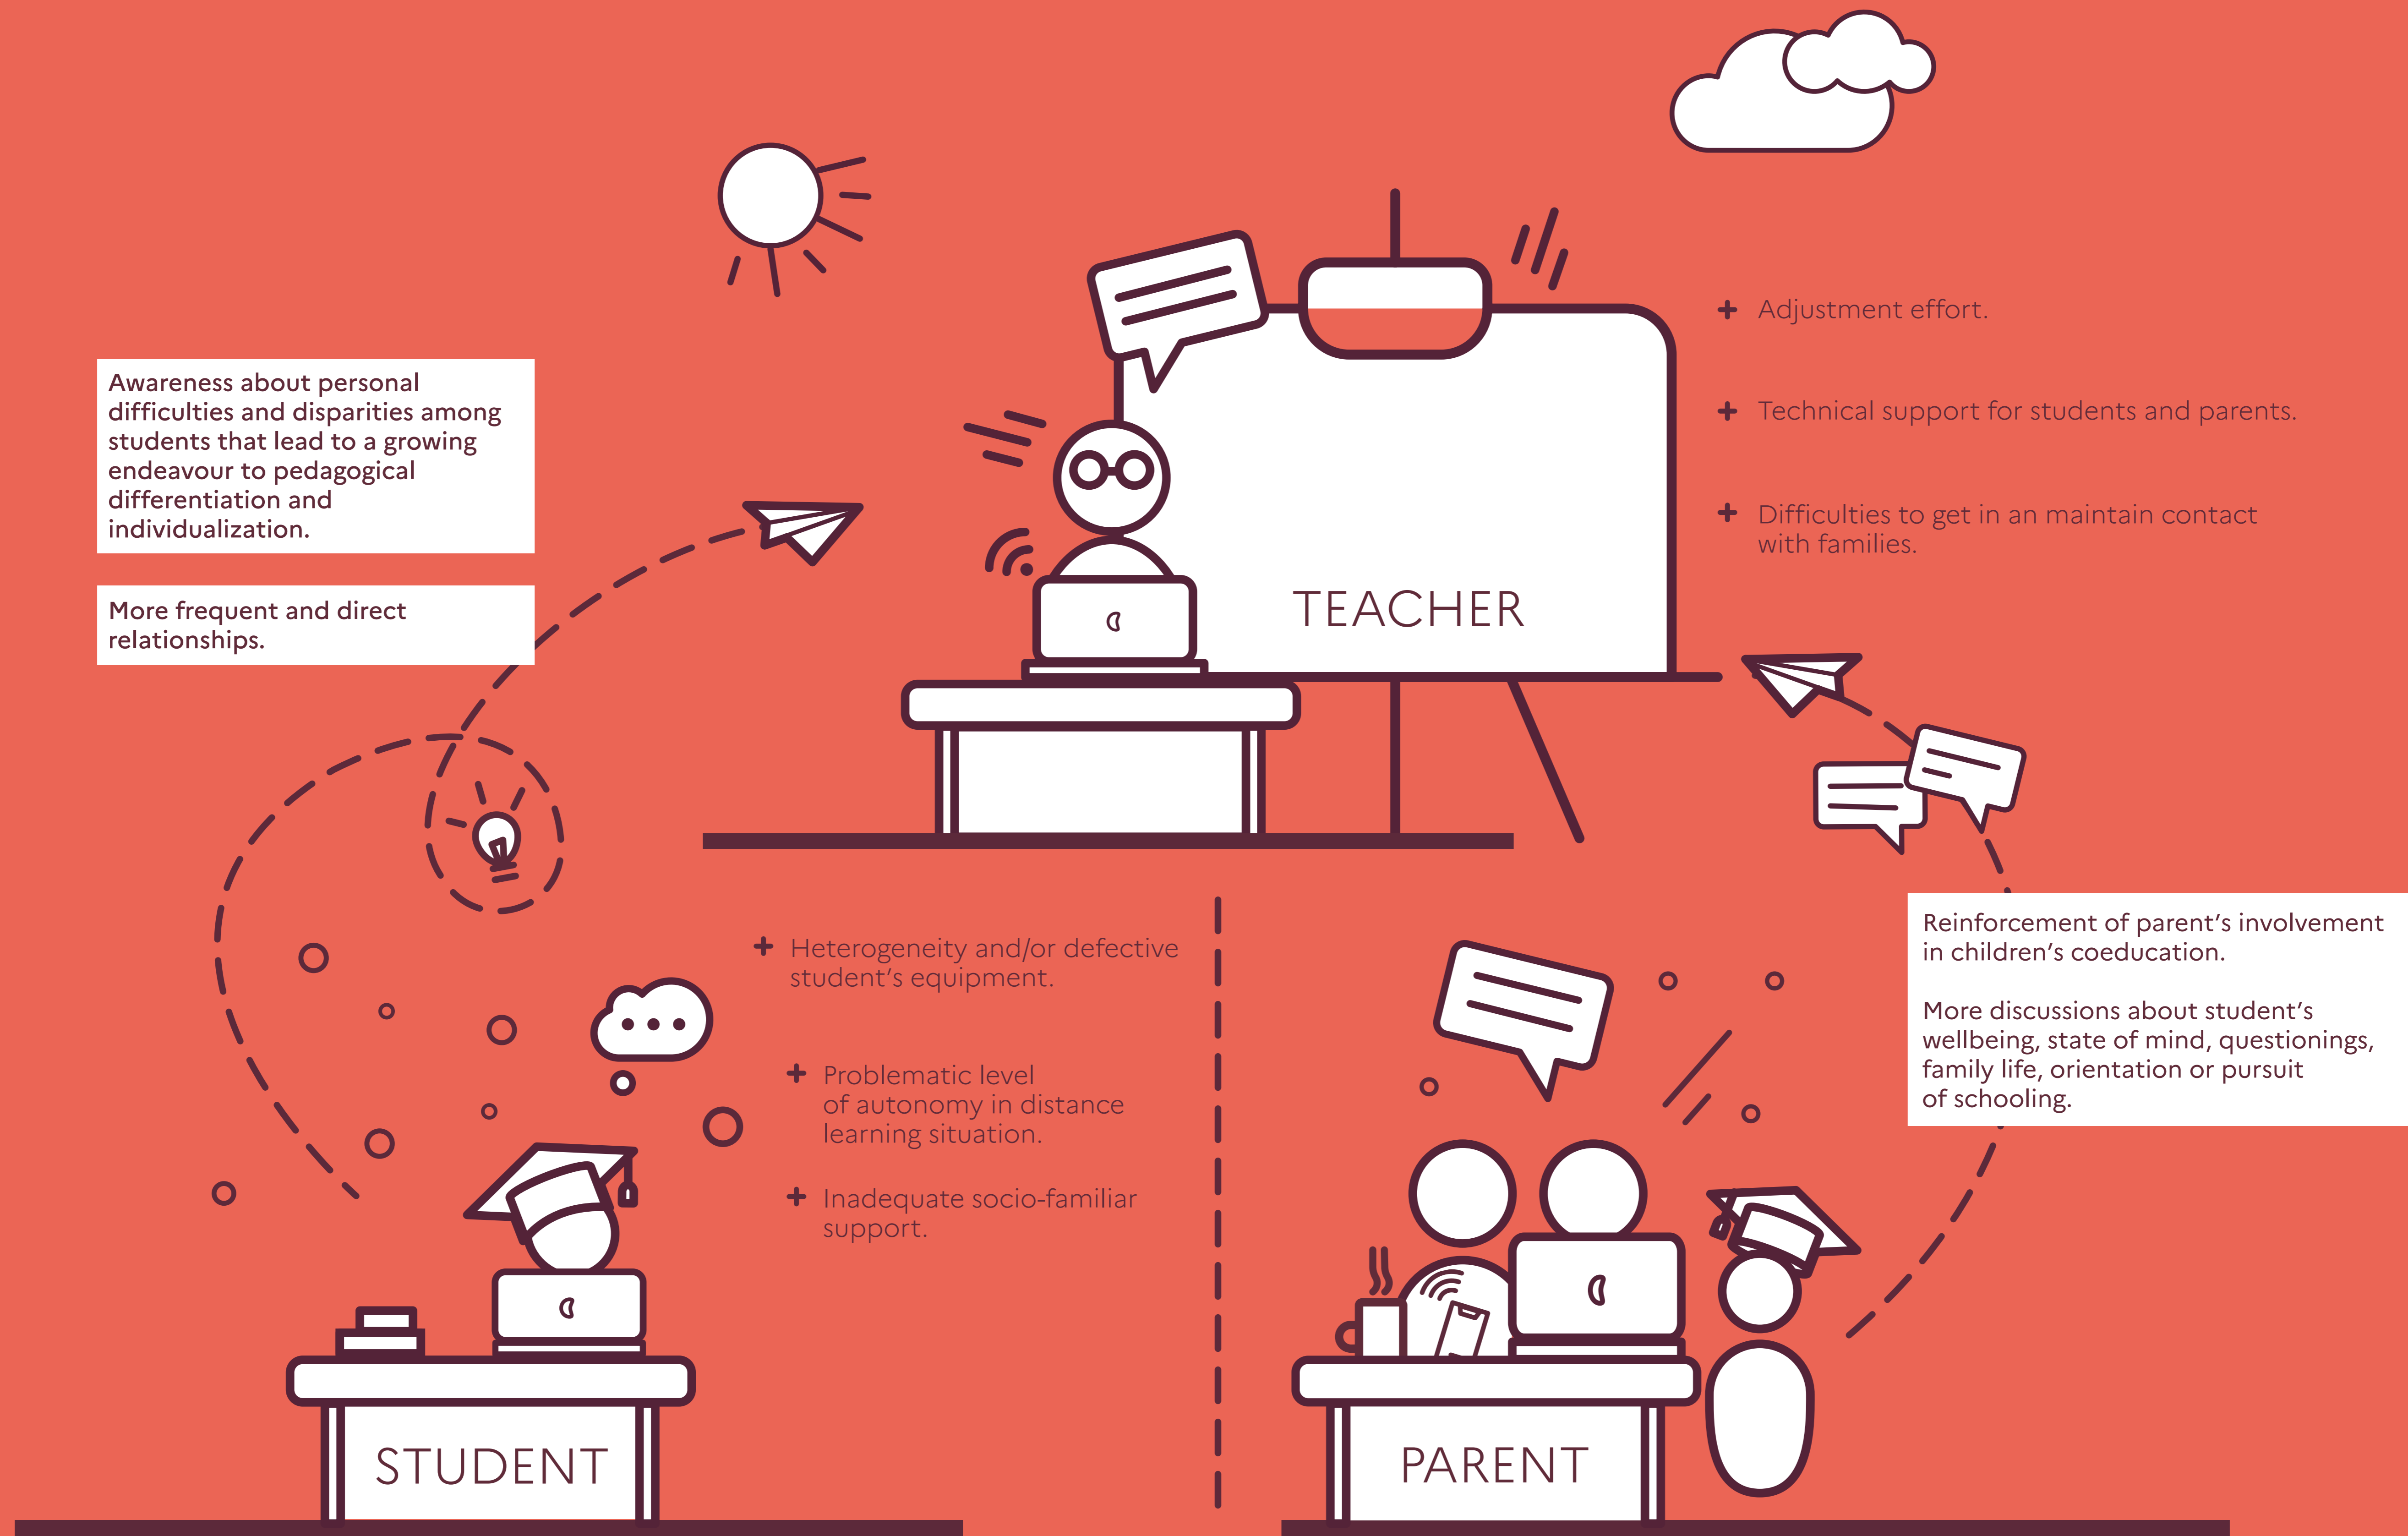 Adjustment effort.
Technical support for students and parents.
Difficulties to get in an maintain contact
with families.
TEACHER
Awareness about personal
difficulties and disparities among
students that lead to a growing
endeavour to pedagogical
differentiation and
individualization.
More frequent and direct
relationships.
Reinforcement of parent's involvement
in children's coeducation.
More discussions about student's
wellbeing, state of mind, questionings,
family life, orientation or pursuit
of schooling.
Heterogeneity and/or defective
student's equipment.
Problematic level
of autonomy in distance
learning situation.
Inadequate socio-familiar
support.
STUDENT
PARENT